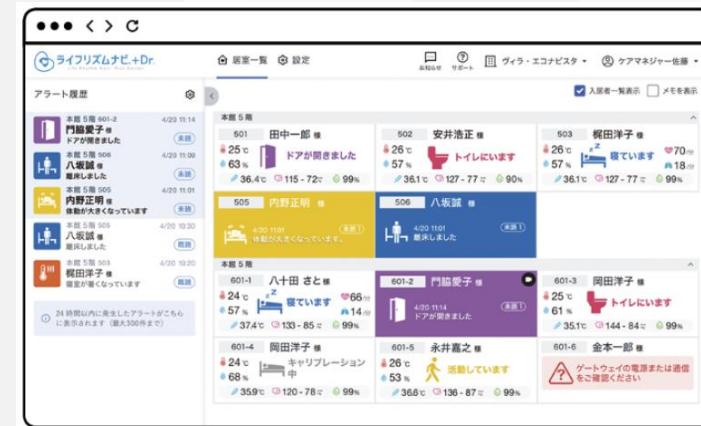 ライフリズムナビ+Dr.
居室一覧
設定
お知らせ
サポート
ヴィラ・エコナビスタ
ケアマネジャー佐藤
アラート履歴
入居者一覧表示
メモを表示
本館 5階 601-2 4/20 11:14
門脇愛子 様
ドアが開きました
未読
本館 5階 506 4/20 11:09
八坂誠 様
離床しました
未読
本館 5階 505 4/20 11:01
内野正明 様
体動が大きくなっています
未読
本館 5階 505 4/20 10:30
八坂誠 様
離床しました
既読
本館 5階 503 4/20 10:20
梶田洋子 様
寝室が暑くなっています
既読
24時間以内に発生したアラートがこちら
に表示されます（最大300件まで）
本館 5階
501 田中一郎 様
25℃
63%
ドアが開きました
36.4℃ 115-72 99%
502 安井浩正 様
26℃
57%
トイレにいます
36.1℃ 127-77 90%
503 梶田洋子 様
26℃
57%
寝ています
70
18
36.1℃ 127-77 99%
505 内野正明 様
4/20 11:01
体動が大きくなっています。
未読 1
506 八坂誠 様
4/20 11:01
離床しました
未読 1
本館 5階
601-1 八十田 さと 様
24℃
57%
寝ています
66
14
37.4℃ 133-85 99%
601-2 門脇愛子 様
4/20 11:14
ドアが開きました
未読 1
601-3 岡田洋子 様
25℃
61%
トイレにいます
35.1℃ 144-84 99%
601-4 岡田洋子 様
24℃
68%
キャリブレーション
中
35.9℃ 120-78 99%
601-5 永井嘉之 様
26℃
53%
活動しています
36.6℃ 136-87 99%
601-6 金本一郎 様
ゲートウェイの電源または通信
をご確認ください